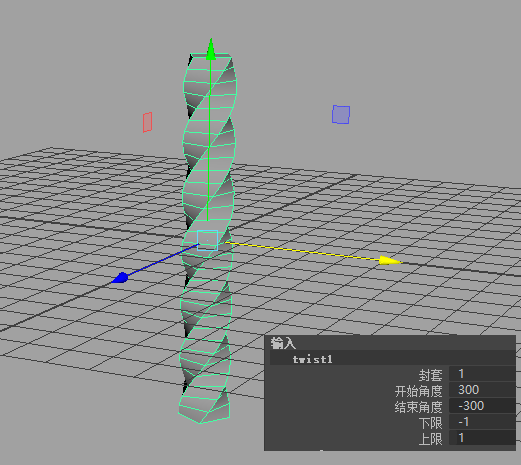 输入
twist1
封套 1
开始角度 300
结束角度 -300
下限 -1
上限 1